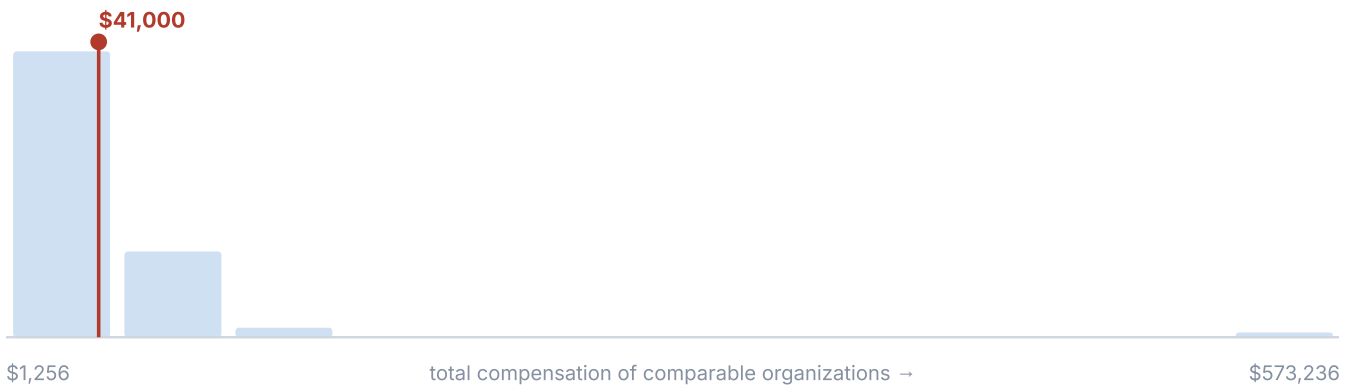 $41,000
$1,256 total compensation of comparable organizations → $573,236